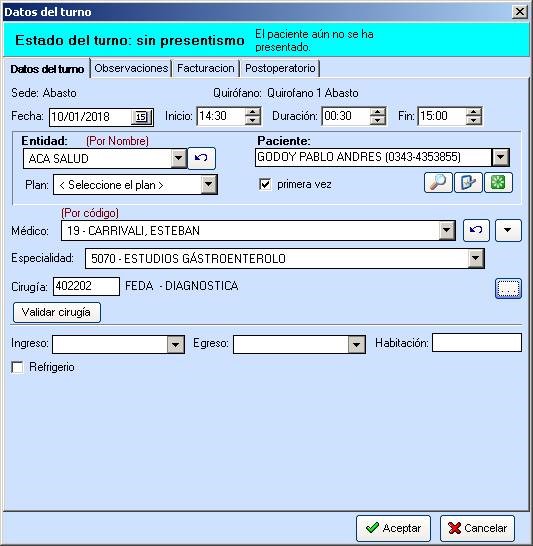 Datos del turno
Estado del turno: sin presentismo El paciente aún no se ha
presentado.
Datos del turno Observaciones Facturacion Postoperatorio
Sede: Abasto Quirófano: Quirofano 1 Abasto
Fecha: 10/01/2018 15 Inicio: 14:30 Duración: 00:30 Fin: 15:00
Entidad: (Por Nombre) Paciente:
ACA SALUD GODOY PABLO ANDRES (0343-4353855)
Plan: < Seleccione el plan > primera vez
(Por código)
Médico: 19 - CARRIVALI, ESTEBAN
Especialidad: 5070 - ESTUDIOS GÁSTROENTEROLO
Cirugía: 402202 FEDA - DIAGNOSTICA ...
Validar cirugía
Ingreso: Egreso: Habitación:
Refrigerio
Aceptar Cancelar